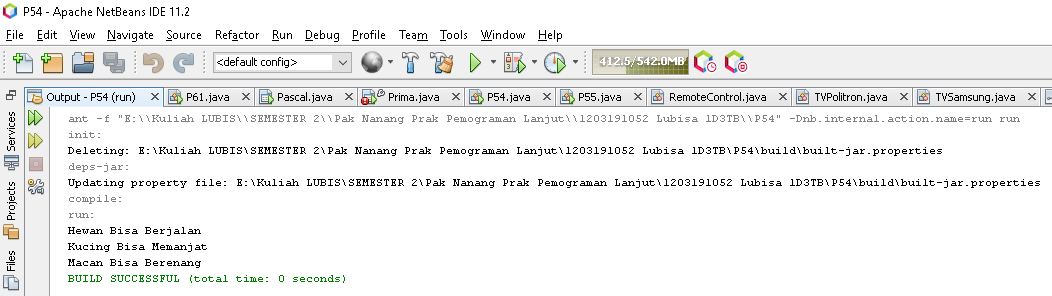 P54 - Apache NetBeans IDE 11.2
File Edit View Navigate Source Refactor Run Debug Profile Team Tools Window Help
<default config> 412.5/542.0MB
Output - P54 (run) P61.java Pascal.java Prima.java P54.java P55.java RemoteControl.java TVPolitron.java TVSamsung.java
Services
Projects
Files
ant -f "E:\\Kuliah LUBIS\\SEMESTER 2\\Pak Nanang Prak Pemograman Lanjut\\1203191052 Lubisa 1D3TB\\P54" -Dnb.internal.action.name=run run
init:
Deleting: E:\Kuliah LUBIS\SEMESTER 2\Pak Nanang Prak Pemograman Lanjut\1203191052 Lubisa 1D3TB\P54\build\built-jar.properties
deps-jar:
Updating property file: E:\Kuliah LUBIS\SEMESTER 2\Pak Nanang Prak Pemograman Lanjut\1203191052 Lubisa 1D3TB\P54\build\built-jar.properties
compile:
run:
Hewan Bisa Berjalan
Kucing Bisa Memanjat
Macan Bisa Berenang
BUILD SUCCESSFUL (total time: 0 seconds)